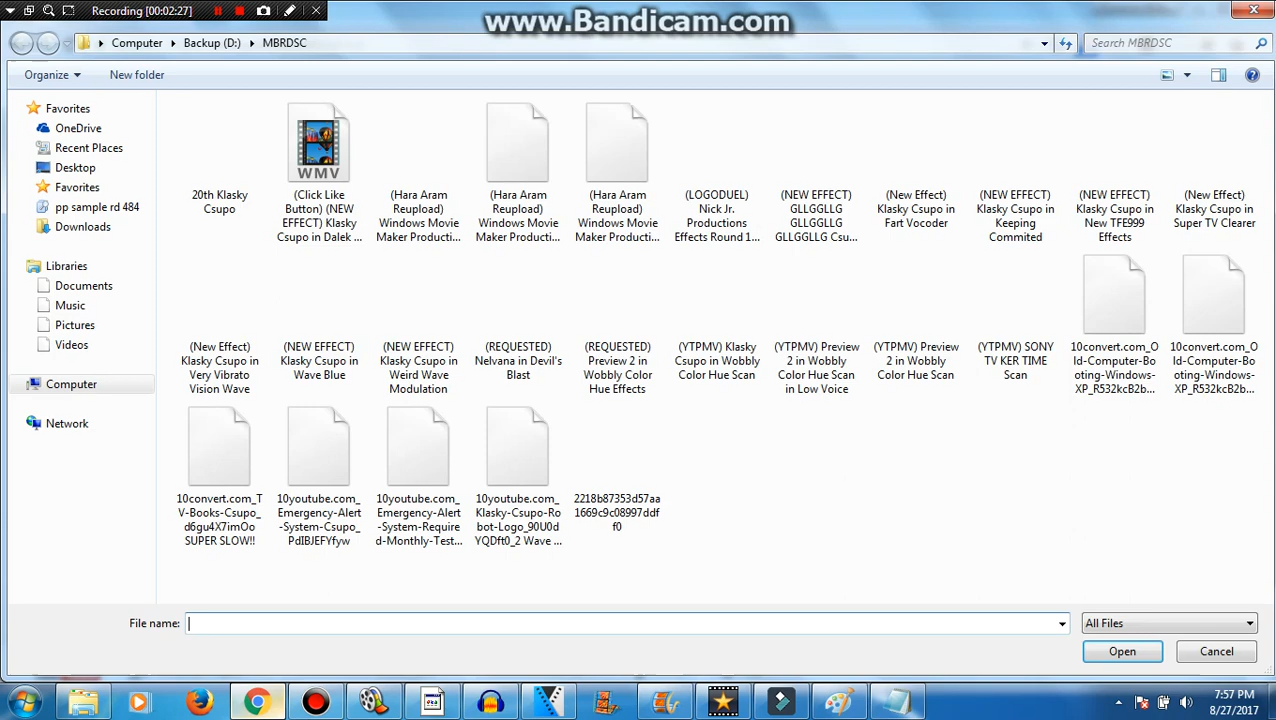 Recording [00:02:27]
www.Bandicam.com
Computer Backup (D:) MBRDSC
Search MBRDSC
Organize New folder
Favorites
OneDrive
Recent Places
Desktop
Favorites
pp sample rd 484
Downloads
Libraries
Documents
Music
Pictures
Videos
Computer
Network
WMV
20th Klasky
Csupo
(Click Like
Button) (NEW
EFFECT) Klasky
Csupo in Dalek ...
(Hara Aram
Reupload)
Windows Movie
Maker Producti...
(Hara Aram
Reupload)
Windows Movie
Maker Producti...
(Hara Aram
Reupload)
Windows Movie
Maker Producti...
(LOGODUEL)
Nick Jr.
Productions
Effects Round 1...
(NEW EFFECT)
GLLGGLLG
GLLGGLLG
GLLGGLLG Csu...
(New Effect)
Klasky Csupo in
Fart Vocoder
(NEW EFFECT)
Klasky Csupo in
Keeping
Commited
(NEW EFFECT)
Klasky Csupo in
New TFE999
Effects
(New Effect)
Klasky Csupo in
Super TV Clearer
(New Effect)
Klasky Csupo in
Very Vibrato
Vision Wave
(NEW EFFECT)
Klasky Csupo in
Wave Blue
(NEW EFFECT)
Klasky Csupo in
Weird Wave
Modulation
(REQUESTED)
Nelvana in Devil's
Blast
(REQUESTED)
Preview 2 in
Wobbly Color
Hue Effects
(YTPMV) Klasky
Csupo in Wobbly
Color Hue Scan
(YTPMV) Preview
2 in Wobbly
Color Hue Scan
in Low Voice
(YTPMV) Preview
2 in Wobbly
Color Hue Scan
(YTPMV) SONY
TV KER TIME
Scan
10convert.com_O
ld-Computer-Bo
oting-Windows-
XP_R532kcB2b...
10convert.com_O
ld-Computer-Bo
oting-Windows-
XP_R532kcB2b...
10convert.com_T
V-Books-Csupo_
d6gu4X7imOo
SUPER SLOW!!
10youtube.com_
Emergency-Alert
-System-Csupo_
PdIBJEFYfyw
10youtube.com_
Emergency-Alert
-System-Require
d-Monthly-Test...
10youtube.com_
Klasky-Csupo-Ro
bot-Logo_90U0d
YQDft0_2 Wave ...
2218b87353d57aa
1669c9c08997ddf
f0
File name:
All Files
Open Cancel
7:57 PM
8/27/2017